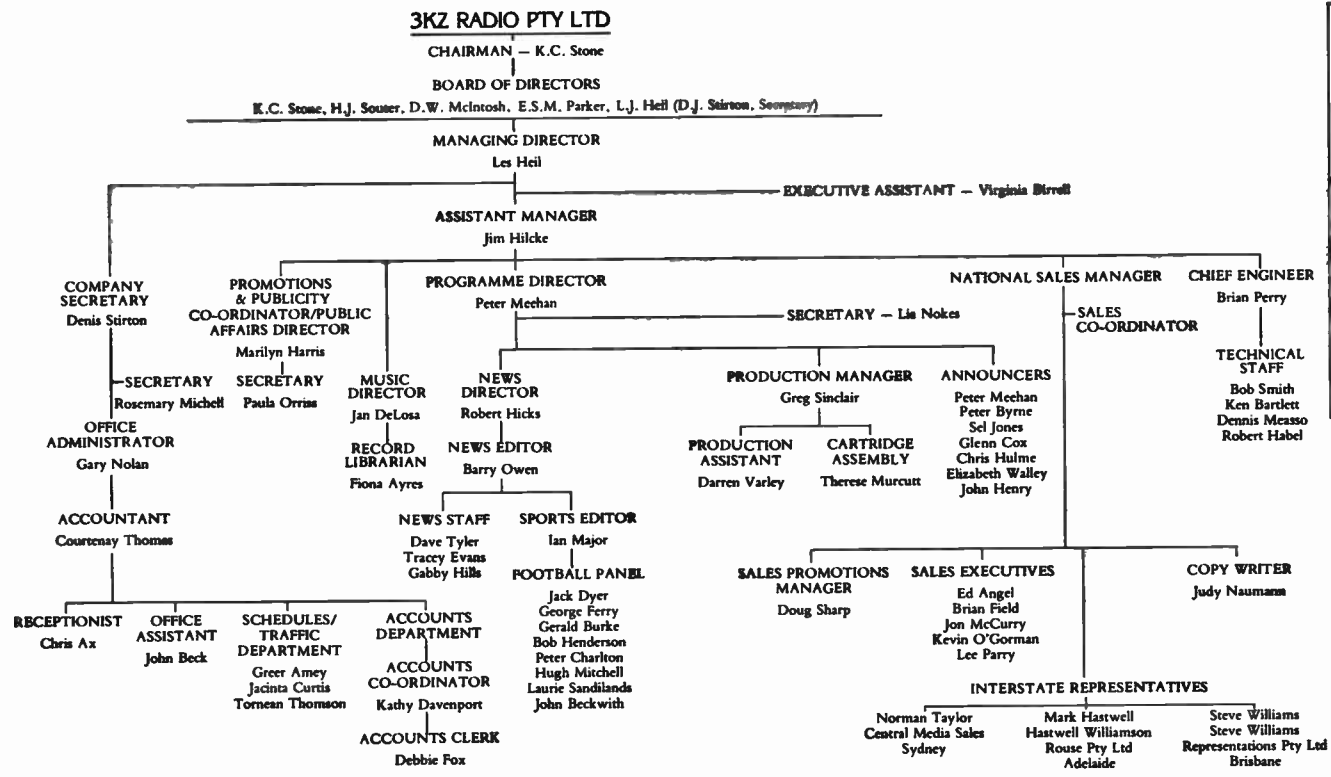 3KZ RADIO PTY LTD
CHAIRMAN – K.C. Stone
BOARD OF DIRECTORS
K.C. Stone, H.J. Souter, D.W. McIntosh, E.S.M. Parker, L.J. Heil (D.J. Stirton, Secretary)
MANAGING DIRECTOR
Les Heil
EXECUTIVE ASSISTANT – Virginia Birrell
ASSISTANT MANAGER
Jim Hilcke
COMPANY
SECRETARY
Denis Stirton
SECRETARY
Rosemary Michell
OFFICE
ADMINISTRATOR
Gary Nolan
ACCOUNTANT
Courtenay Thomas
RECEPTIONIST
Chris Ax
OFFICE
ASSISTANT
John Beck
SCHEDULES/
TRAFFIC
DEPARTMENT
Greer Amey
Jacinta Curtis
Tornean Thomson
ACCOUNTS
DEPARTMENT
ACCOUNTS
CO-ORDINATOR
Kathy Davenport
ACCOUNTS CLERK
Debbie Fox
PROMOTIONS
& PUBLICITY
CO-ORDINATOR/PUBLIC
AFFAIRS DIRECTOR
Marilyn Harris
SECRETARY
Paula Orriss
MUSIC
DIRECTOR
Jan DeLosa
RECORD
LIBRARIAN
Fiona Ayres
PROGRAMME DIRECTOR
Peter Meehan
SECRETARY – Lis Nokes
NEWS
DIRECTOR
Robert Hicks
NEWS EDITOR
Barry Owen
NEWS STAFF
Dave Tyler
Tracey Evans
Gabby Hills
SPORTS EDITOR
Ian Major
FOOTBALL PANEL
Jack Dyer
George Ferry
Gerald Burke
Bob Henderson
Peter Charlton
Hugh Mitchell
Laurie Sandilands
John Beckwith
PRODUCTION MANAGER
Greg Sinclair
PRODUCTION
ASSISTANT
Darren Varley
CARTRIDGE
ASSEMBLY
Therese Murcutt
ANNOUNCERS
Peter Meehan
Peter Byrne
Sel Jones
Glenn Cox
Chris Hulme
Elizabeth Walley
John Henry
NATIONAL SALES MANAGER
SALES
CO-ORDINATOR
SALES PROMOTIONS
MANAGER
Doug Sharp
SALES EXECUTIVES
Ed Angel
Brian Field
Jon McCurry
Kevin O'Gorman
Lee Parry
COPY WRITER
Judy Naumann
INTERSTATE REPRESENTATIVES
Norman Taylor
Central Media Sales
Sydney
Mark Hastwell
Hastwell Williamson
Rouse Pty Ltd
Adelaide
Steve Williams
Steve Williams
Representations Pty Ltd
Brisbane
CHIEF ENGINEER
Brian Perry
TECHNICAL
STAFF
Bob Smith
Ken Bartlett
Dennis Measso
Robert Habel